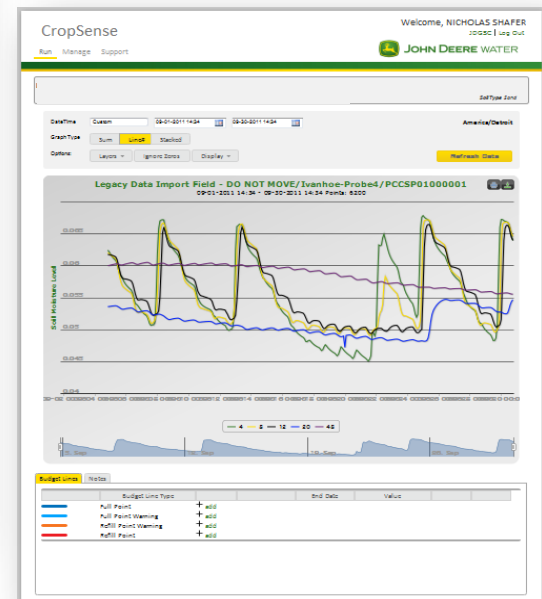 CropSense
Welcome, NICHOLAS SHAFER
JDGSC | Log Out
Run Manage Support
JOHN DEERE WATER
SoilType Sand
DateTime Custom 09-01-2011 14:34 09-30-2011 14:34 America/Detroit
GraphType Sum Line# Stacked
Options: Layers Ignore Zeros Display Refresh Data
Legacy Data Import Field - DO NOT MOVE/Ivanhoe-Probe4/PCCSP01000001
09-01-2011 14:34 - 09-30-2011 14:34 Points: 6200
Soil Moisture Level
4 8 12 20 48
Budget Lines Notes
Budget Line Type End Date Value
Full Point + add
Full Point Warning + add
Refill Point Warning + add
Refill Point + add